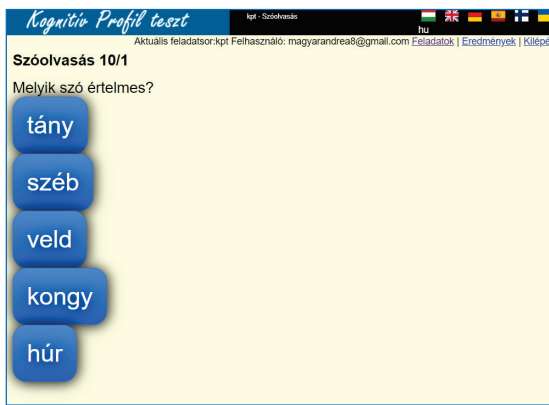 Kognitív Profil teszt
kpt - Szóolvasás
hu
Aktuális feladatsor:kpt Felhasználó: magyarandrea8@gmail.com Feladatok | Eredmények | Kilépé
Szóolvasás 10/1
Melyik szó értelmes?
tány
széb
veld
kongy
húr